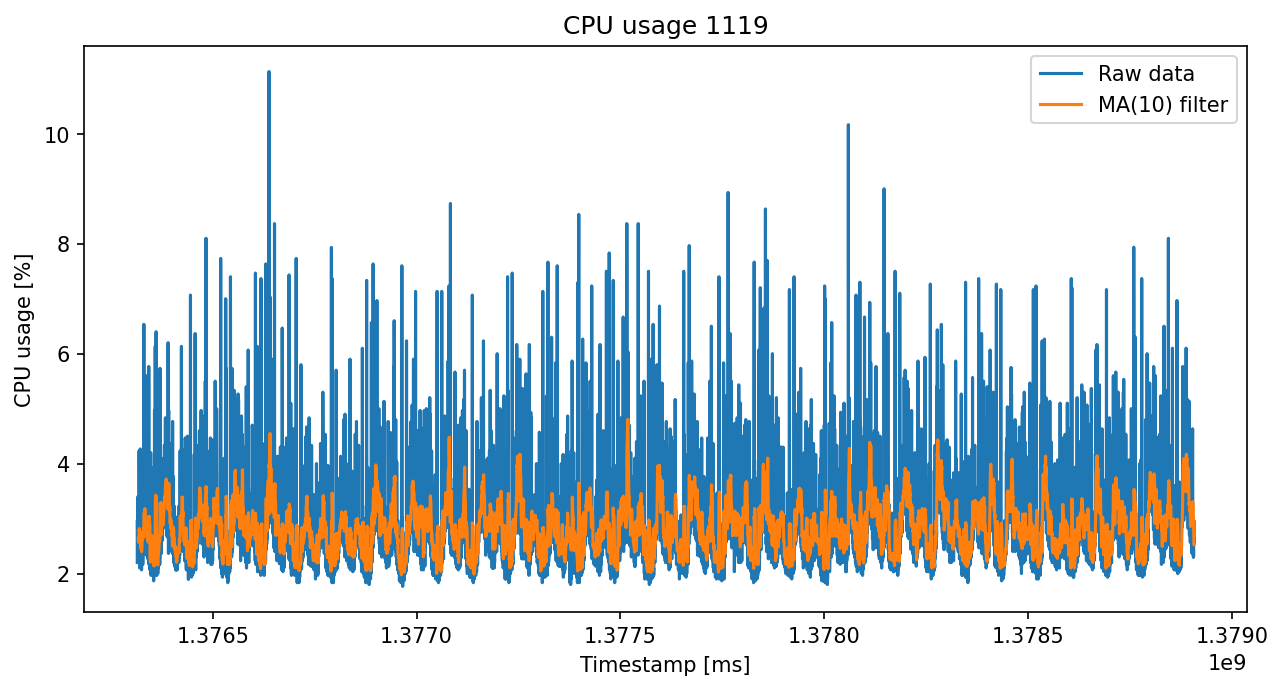 CPU usage 1119
Raw data
MA(10) filter
CPU usage [%]
10
8
6
4
2
1.3765 1.3770 1.3775 1.3780 1.3785 1.3790
1e9
Timestamp [ms]